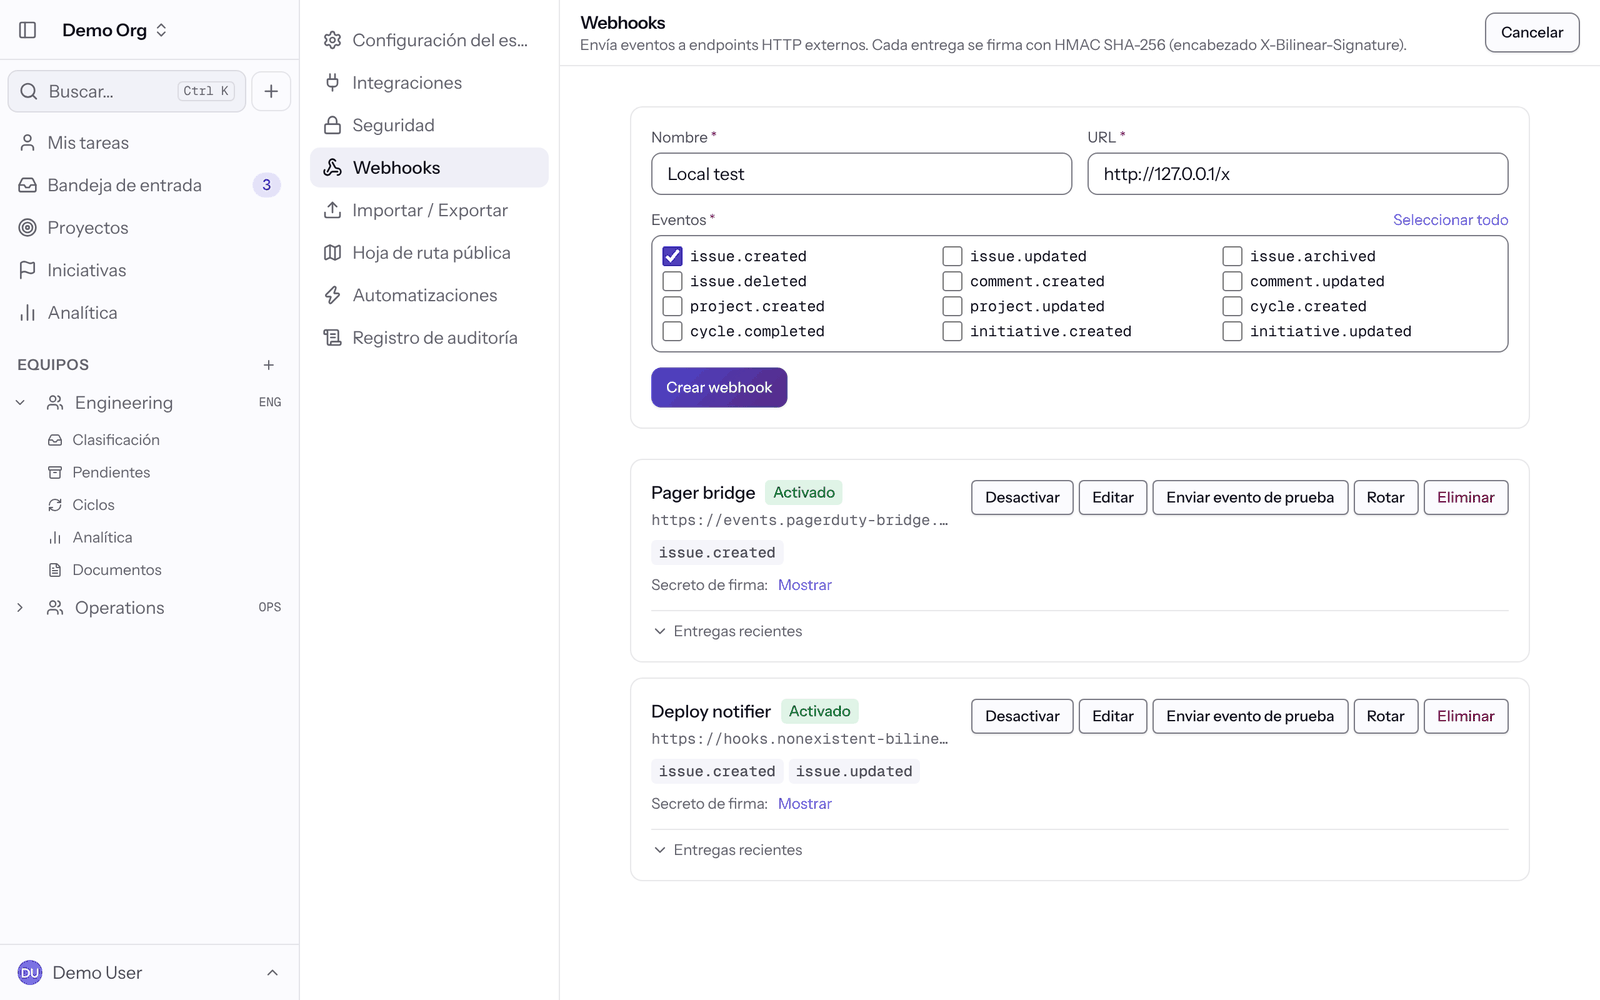 Demo Org
Buscar...
Ctrl K
Mis tareas
Bandeja de entrada
3
Proyectos
Iniciativas
Analítica
EQUIPOS
Engineering
ENG
Clasificación
Pendientes
Ciclos
Analítica
Documentos
Operations
OPS
DU
Demo User
Configuración del es...
Integraciones
Seguridad
Webhooks
Importar / Exportar
Hoja de ruta pública
Automatizaciones
Registro de auditoría
Webhooks
Envía eventos a endpoints HTTP externos. Cada entrega se firma con HMAC SHA-256 (encabezado X-Bilinear-Signature).
Cancelar
Nombre *
URL *
Local test
http://127.0.0.1/x
Eventos *
Seleccionar todo
issue.created
issue.updated
issue.archived
issue.deleted
comment.created
comment.updated
project.created
project.updated
cycle.created
cycle.completed
initiative.created
initiative.updated
Crear webhook
Pager bridge
Activado
Desactivar
Editar
Enviar evento de prueba
Rotar
Eliminar
https://events.pagerduty-bridge.…
issue.created
Secreto de firma: Mostrar
Entregas recientes
Deploy notifier
Activado
Desactivar
Editar
Enviar evento de prueba
Rotar
Eliminar
https://hooks.nonexistent-biline…
issue.created
issue.updated
Secreto de firma: Mostrar
Entregas recientes